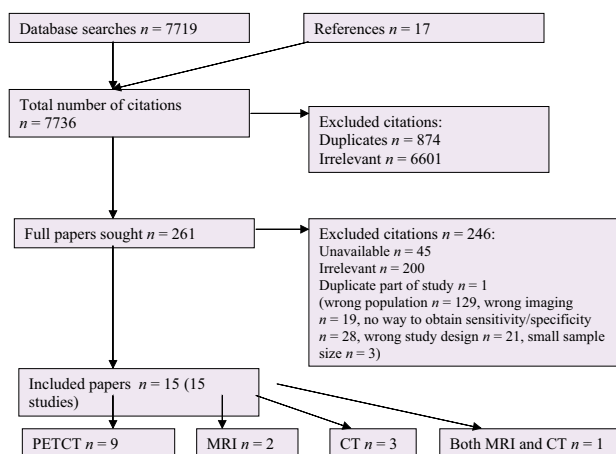 Database searches n = 7719
References n = 17
Total number of citations
n = 7736
Excluded citations:
Duplicates n = 874
Irrelevant n = 6601
Full papers sought n = 261
Excluded citations n = 246:
Unavailable n = 45
Irrelevant n = 200
Duplicate part of study n = 1
(wrong population n = 129, wrong imaging
n = 19, no way to obtain sensitivity/specificity
n = 28, wrong study design n = 21, small sample
size n = 3)
Included papers n = 15 (15
studies)
PETCT n = 9
MRI n = 2
CT n = 3
Both MRI and CT n = 1